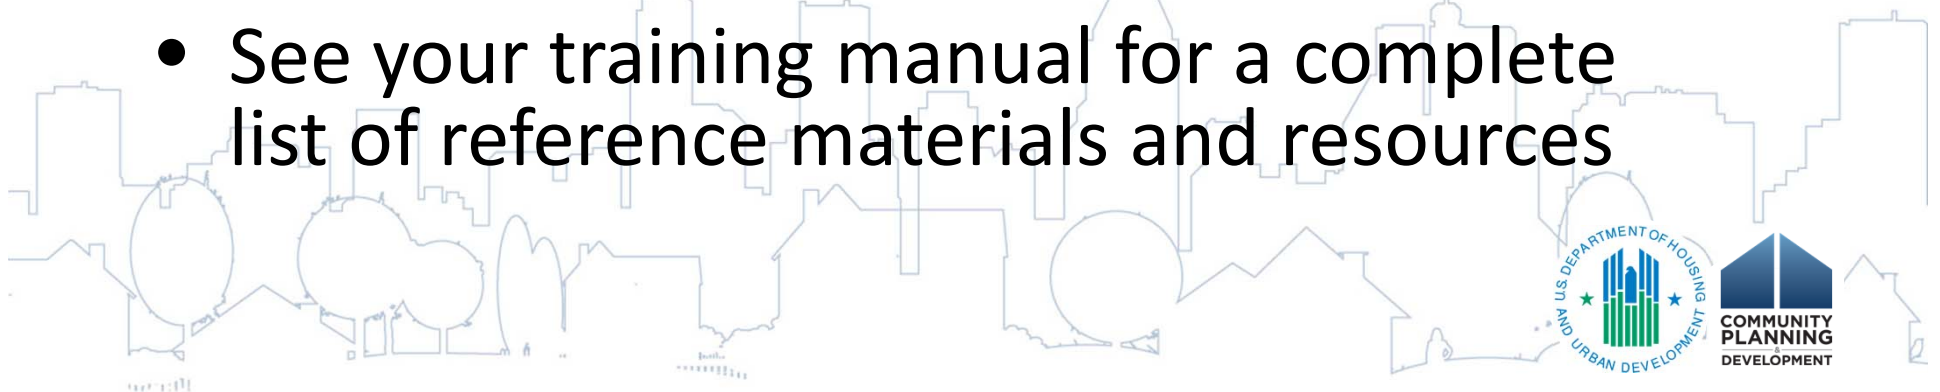 • See your training manual for a complete
list of reference materials and resources
U.S. DEPARTMENT OF HOUSING
AND URBAN DEVELOPMENT
COMMUNITY
PLANNING
&
DEVELOPMENT